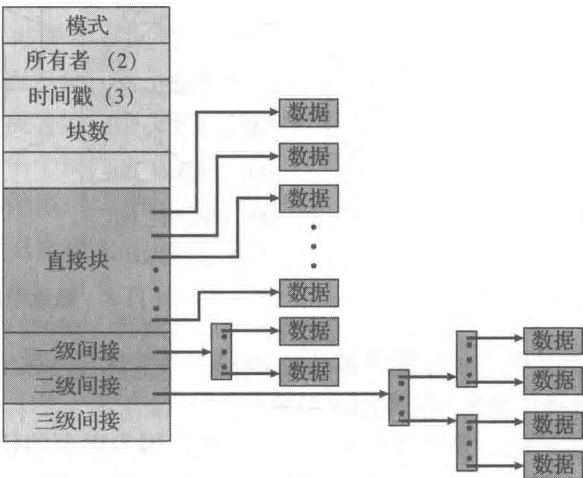 模式
所有者（2）
时间戳（3）
块数
直接块
一级间接
二级间接
三级间接
数据
数据
数据
数据
数据
数据
数据
数据
数据
数据